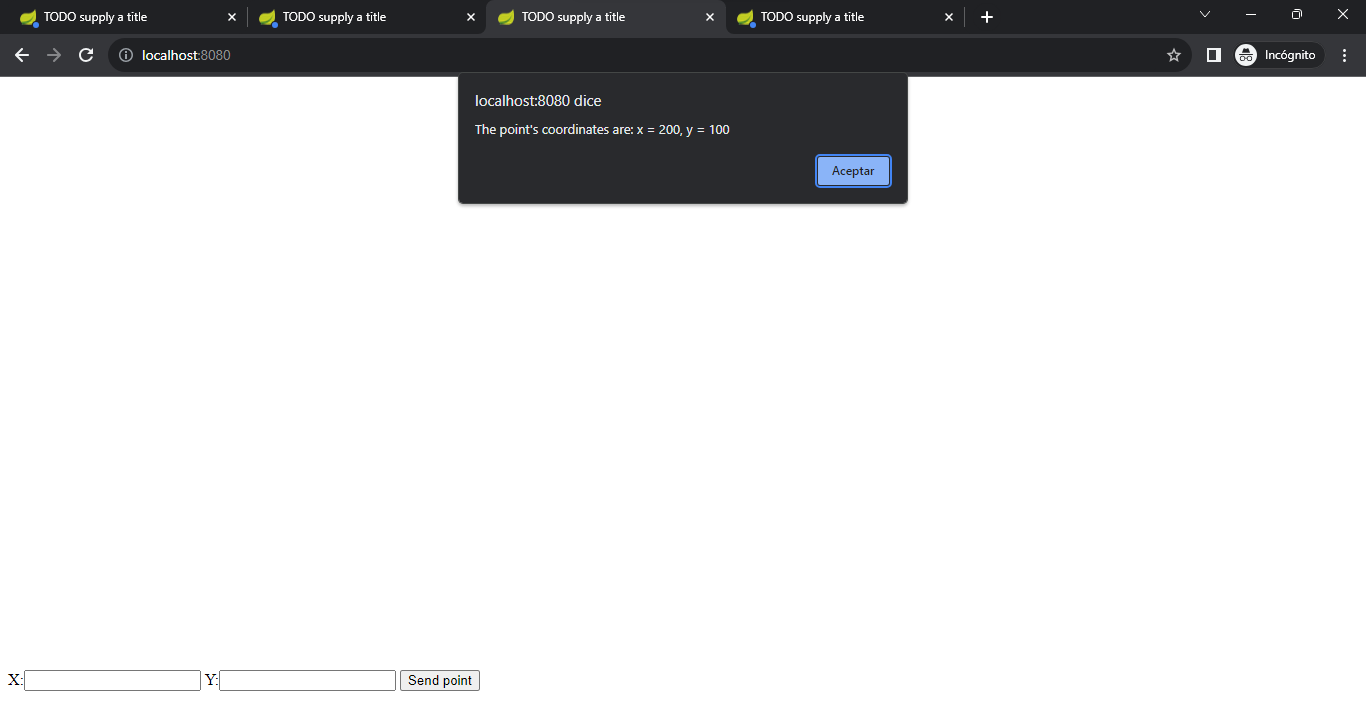 TODO supply a title TODO supply a title TODO supply a title TODO supply a title
localhost:8080 Incógnito
localhost:8080 dice
The point's coordinates are: x = 200, y = 100
Aceptar
X: Y: Send point